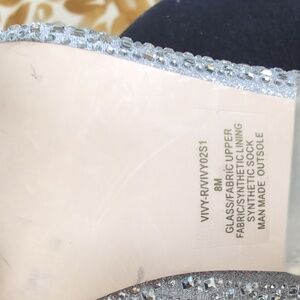 VIVY-R/VIVY02S1
8M
GLASS/FABRIC UPPER
FABRIC/SYNTHETIC LINING
SYNTHETIC SOCK
MAN MADE OUTSOLE